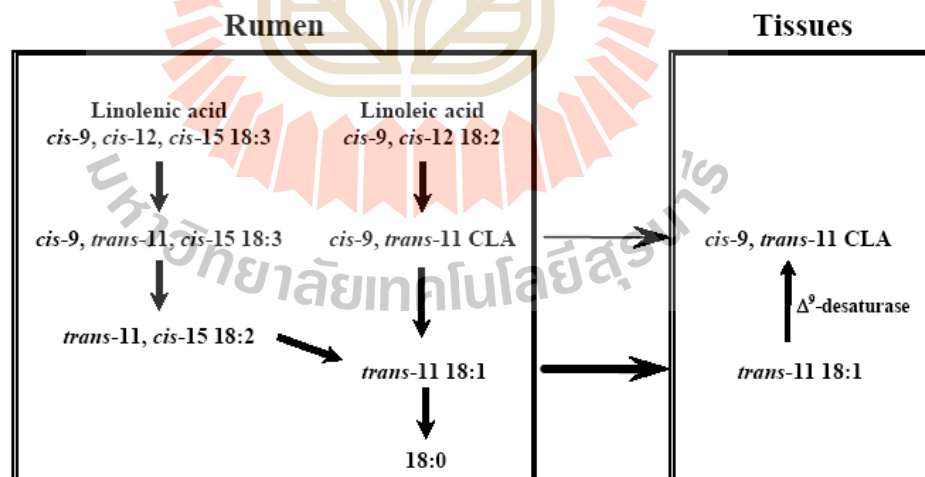 Rumen
Tissues
Linolenic acid
cis-9, cis-12, cis-15 18:3
Linoleic acid
cis-9, cis-12 18:2
cis-9, trans-11, cis-15 18:3
cis-9, trans-11 CLA
cis-9, trans-11 CLA
Δ⁹-desaturase
trans-11, cis-15 18:2
trans-11 18:1
trans-11 18:1
18:0
มหาวิทยาลัยเทคโนโลยีสุรนารี